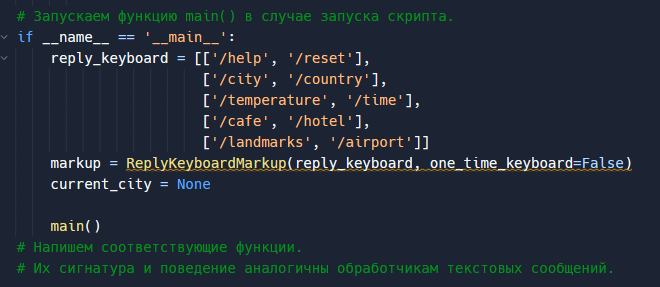 # Запускаем функцию main() в случае запуска скрипта.
if __name__ == '__main__':
    reply_keyboard = [['/help', '/reset'],
                      ['/city', '/country'],
                      ['/temperature', '/time'],
                      ['/cafe', '/hotel'],
                      ['/landmarks', '/airport']]
    markup = ReplyKeyboardMarkup(reply_keyboard, one_time_keyboard=False)
    current_city = None

    main()
# Напишем соответствующие функции.
# Их сигнатура и поведение аналогичны обработчикам текстовых сообщений.